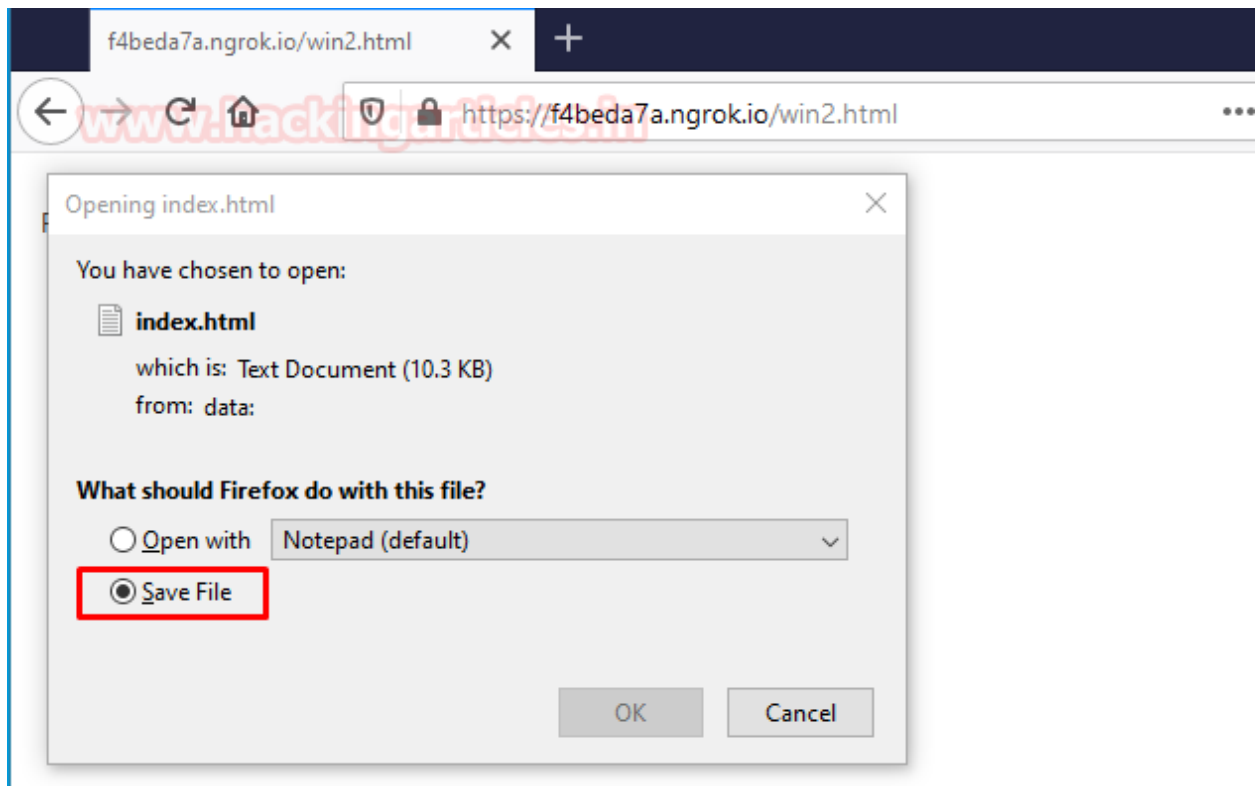 f4beda7a.ngrok.io/win2.html
www.hackingarticles.in
https://f4beda7a.ngrok.io/win2.html
Opening index.html
You have chosen to open:
index.html
which is: Text Document (10.3 KB)
from: data:
What should Firefox do with this file?
Open with Notepad (default)
Save File
OK Cancel